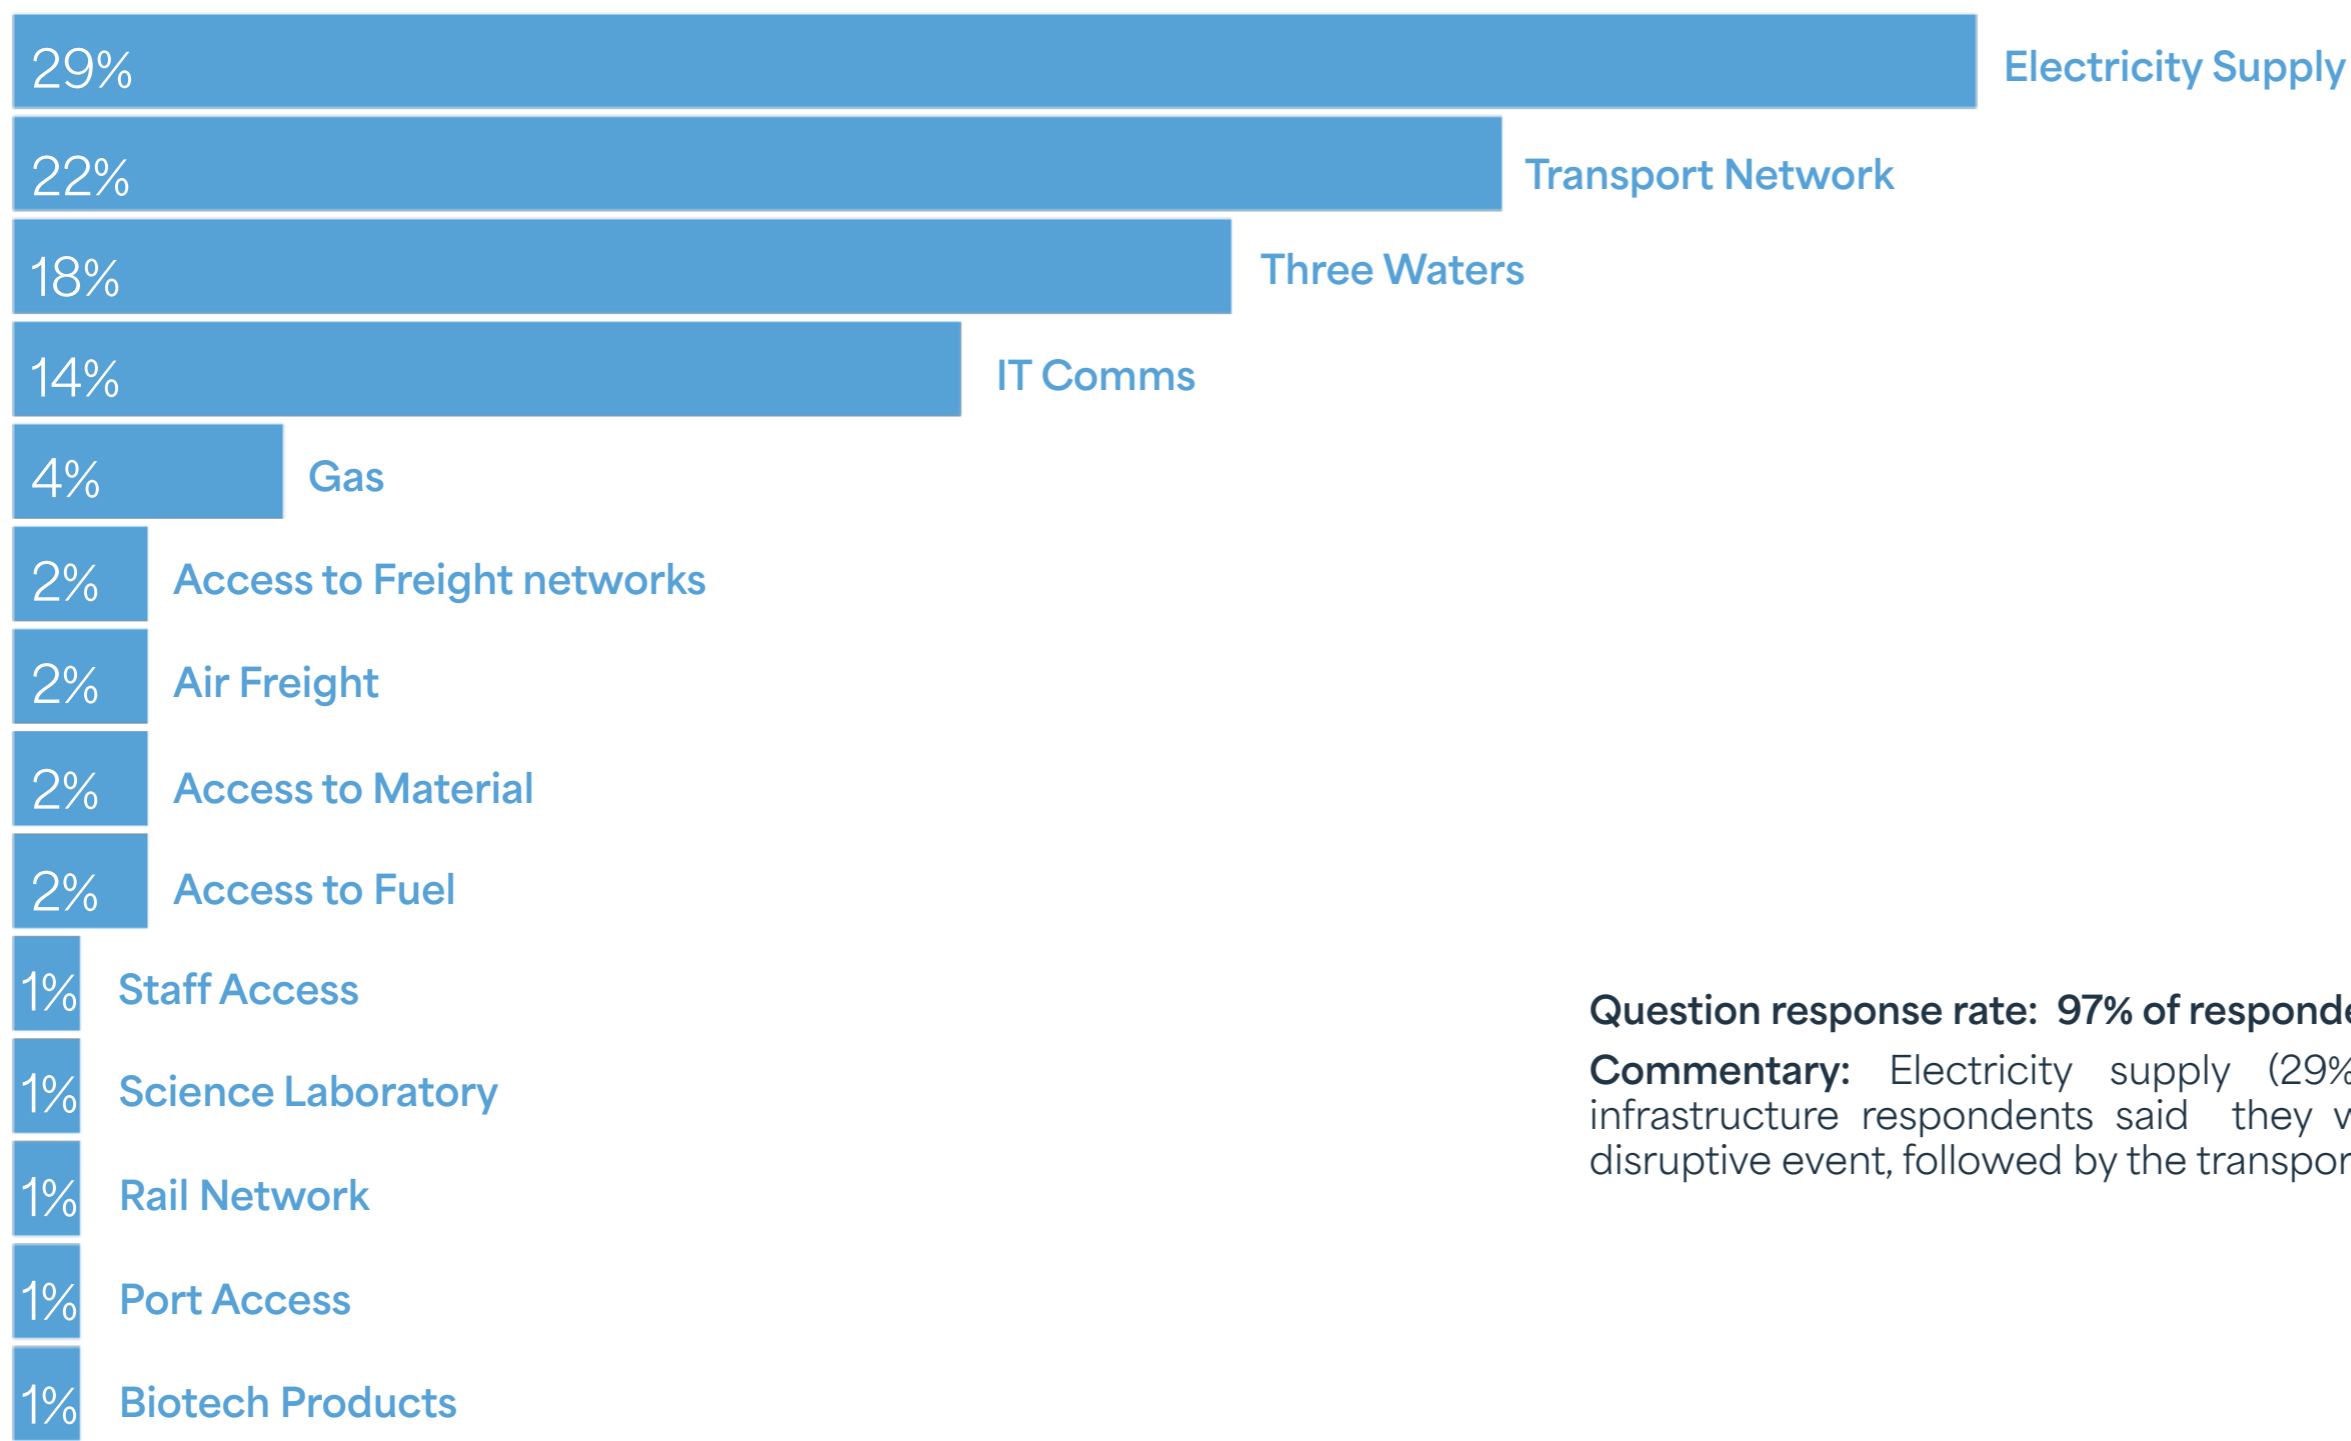 29% Electricity Supply
22% Transport Network
18% Three Waters
14% IT Comms
4% Gas
2% Access to Freight networks
2% Air Freight
2% Access to Material
2% Access to Fuel
1% Staff Access
1% Science Laboratory
1% Rail Network
1% Port Access
1% Biotech Products
Question response rate: 97% of
Commentary: Electricity supply (29%
infrastructure respondents said they
disruptive event, followed by the